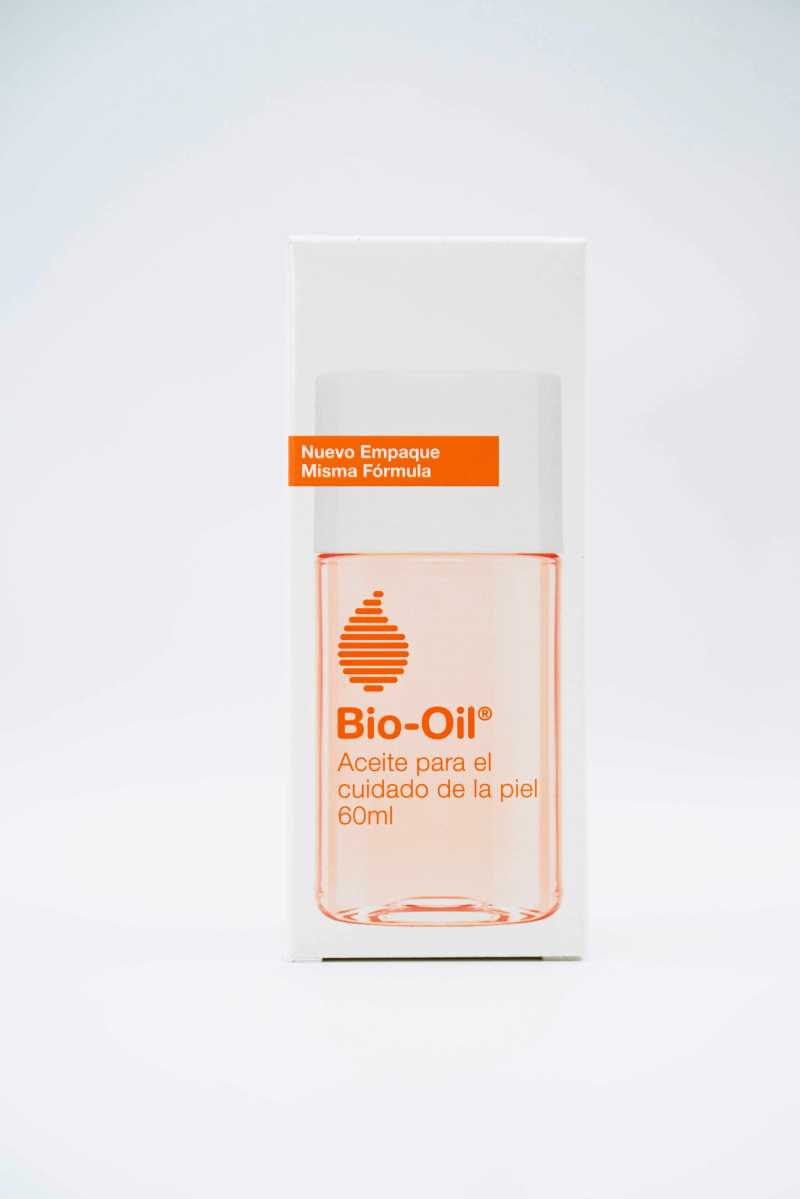 Nuevo Empaque
Misma Fórmula
Bio-Oil®
Aceite para el
cuidado de la piel
60ml